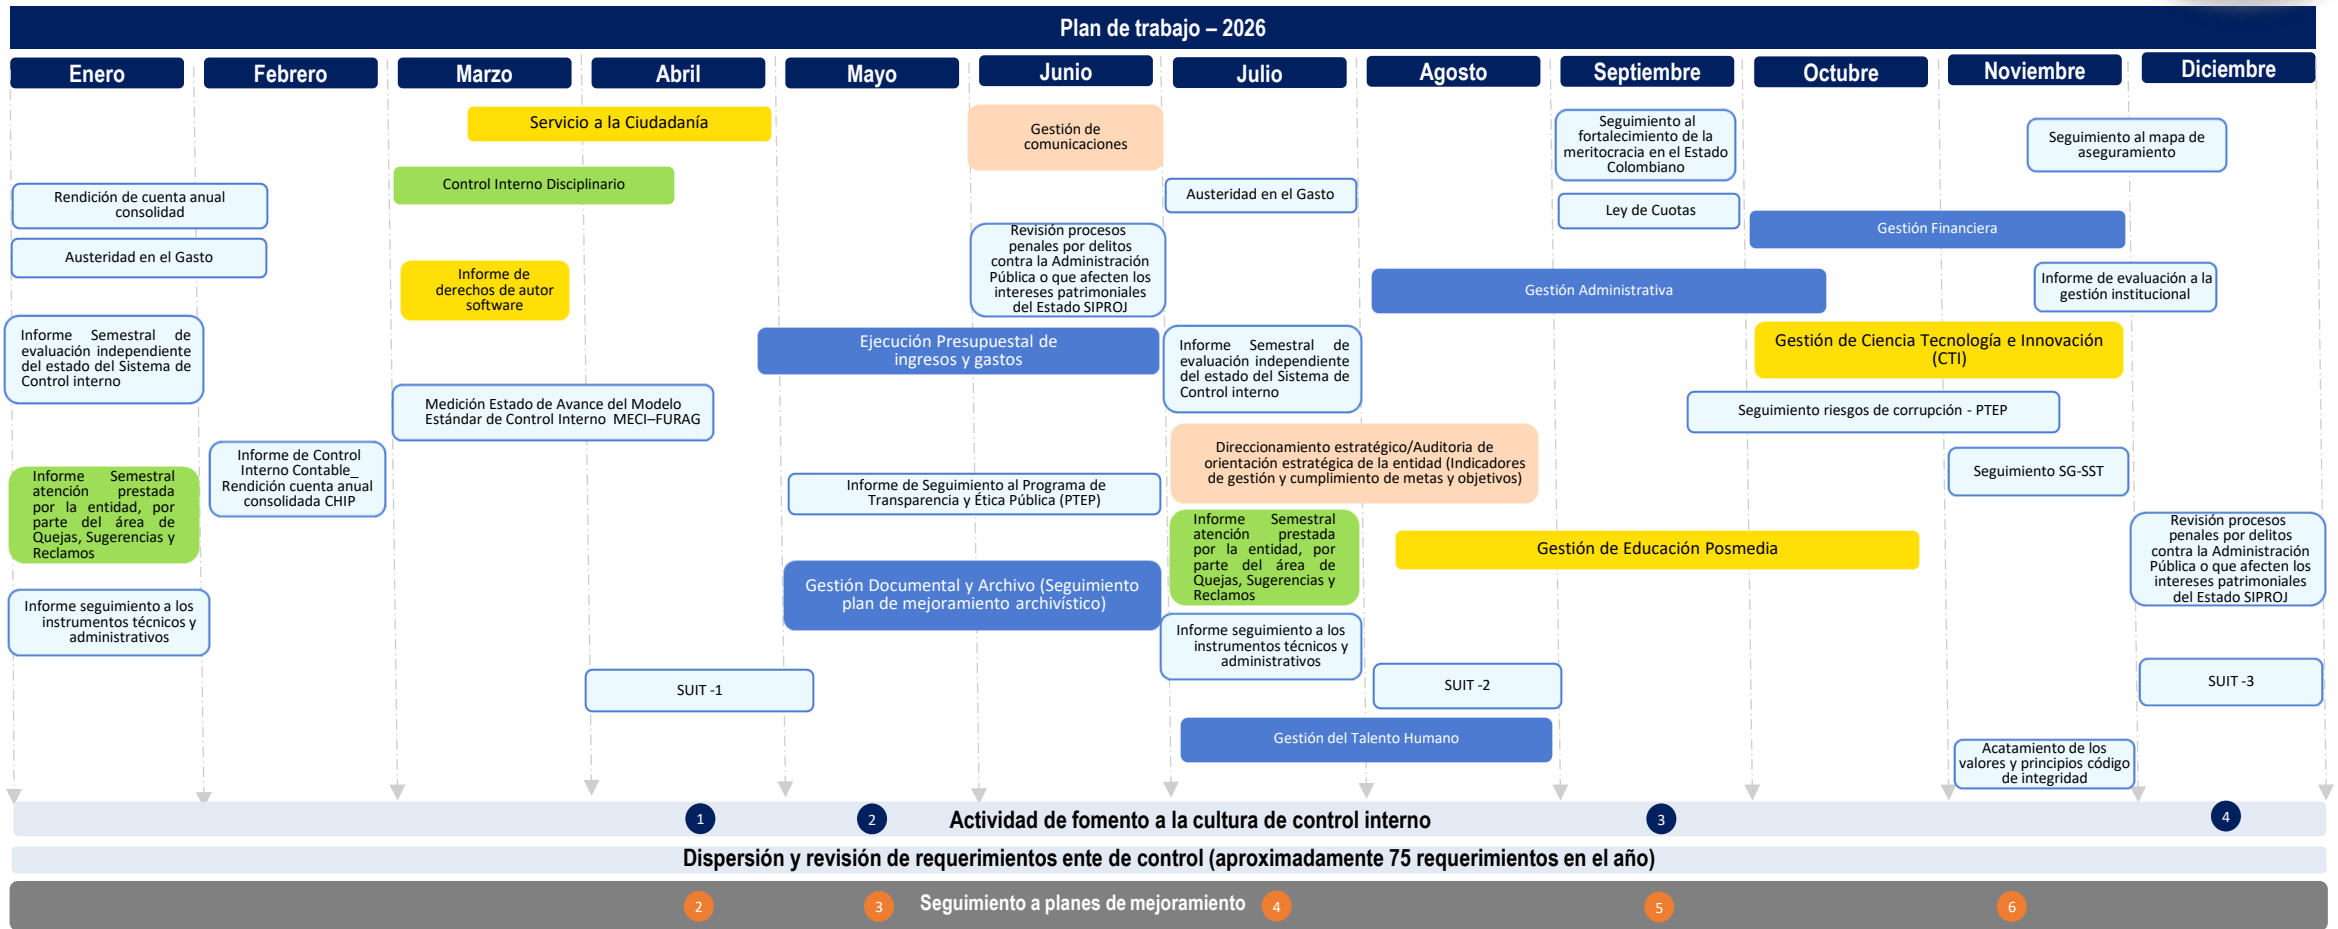 Plan de trabajo – 2026
Enero
Febrero
Marzo
Abril
Mayo
Junio
Julio
Agosto
Septiembre
Octubre
Noviembre
Diciembre
Servicio a la Ciudadanía
Gestión de
comunicaciones
Seguimiento al
fortalecimiento de la
meritocracia en el Estado
Colombiano
Seguimiento al mapa de
aseguramiento
Control Interno Disciplinario
Rendición de cuenta anual
consolidad
Austeridad en el Gasto
Ley de Cuotas
Gestión Financiera
Austeridad en el Gasto
Informe de
derechos de autor
software
Revisión procesos
penales por delitos
contra la Administración
Pública o que afecten los
intereses patrimoniales
del Estado SIPROJ
Gestión Administrativa
Informe de evaluación a la
gestión institucional
Informe Semestral de
evaluación independiente
del estado del Sistema de
Control interno
Ejecución Presupuestal de
ingresos y gastos
Informe Semestral de
evaluación independiente
del estado del Sistema de
Control interno
Gestión de Ciencia Tecnología e Innovación
(CTI)
Medición Estado de Avance del Modelo
Estándar de Control Interno MECI–FURAG
Seguimiento riesgos de corrupción - PTEP
Informe de Control
Interno Contable_
Rendición cuenta anual
consolidada CHIP
Direccionamiento estratégico/Auditoria de
orientación estratégica de la entidad (Indicadores
de gestión y cumplimiento de metas y objetivos)
Seguimiento SG-SST
Informe Semestral
atención prestada
por la entidad, por
parte del área de
Quejas, Sugerencias y
Reclamos
Informe de Seguimiento al Programa de
Transparencia y Ética Pública (PTEP)
Informe Semestral
atención prestada
por la entidad, por
parte del área de
Quejas, Sugerencias y
Reclamos
Gestión de Educación Posmedia
Revisión procesos
penales por delitos
contra la Administración
Pública o que afecten los
intereses patrimoniales
del Estado SIPROJ
Gestión Documental y Archivo (Seguimiento
plan de mejoramiento archivístico)
Informe seguimiento a los
instrumentos técnicos y
administrativos
Informe seguimiento a los
instrumentos técnicos y
administrativos
SUIT -1
SUIT -2
SUIT -3
Gestión del Talento Humano
Acatamiento de los
valores y principios código
de integridad
1 2 Actividad de fomento a la cultura de control interno 3 4
Dispersión y revisión de requerimientos ente de control (aproximadamente 75 requerimientos en el año)
2 3 Seguimiento a planes de mejoramiento 4 5 6